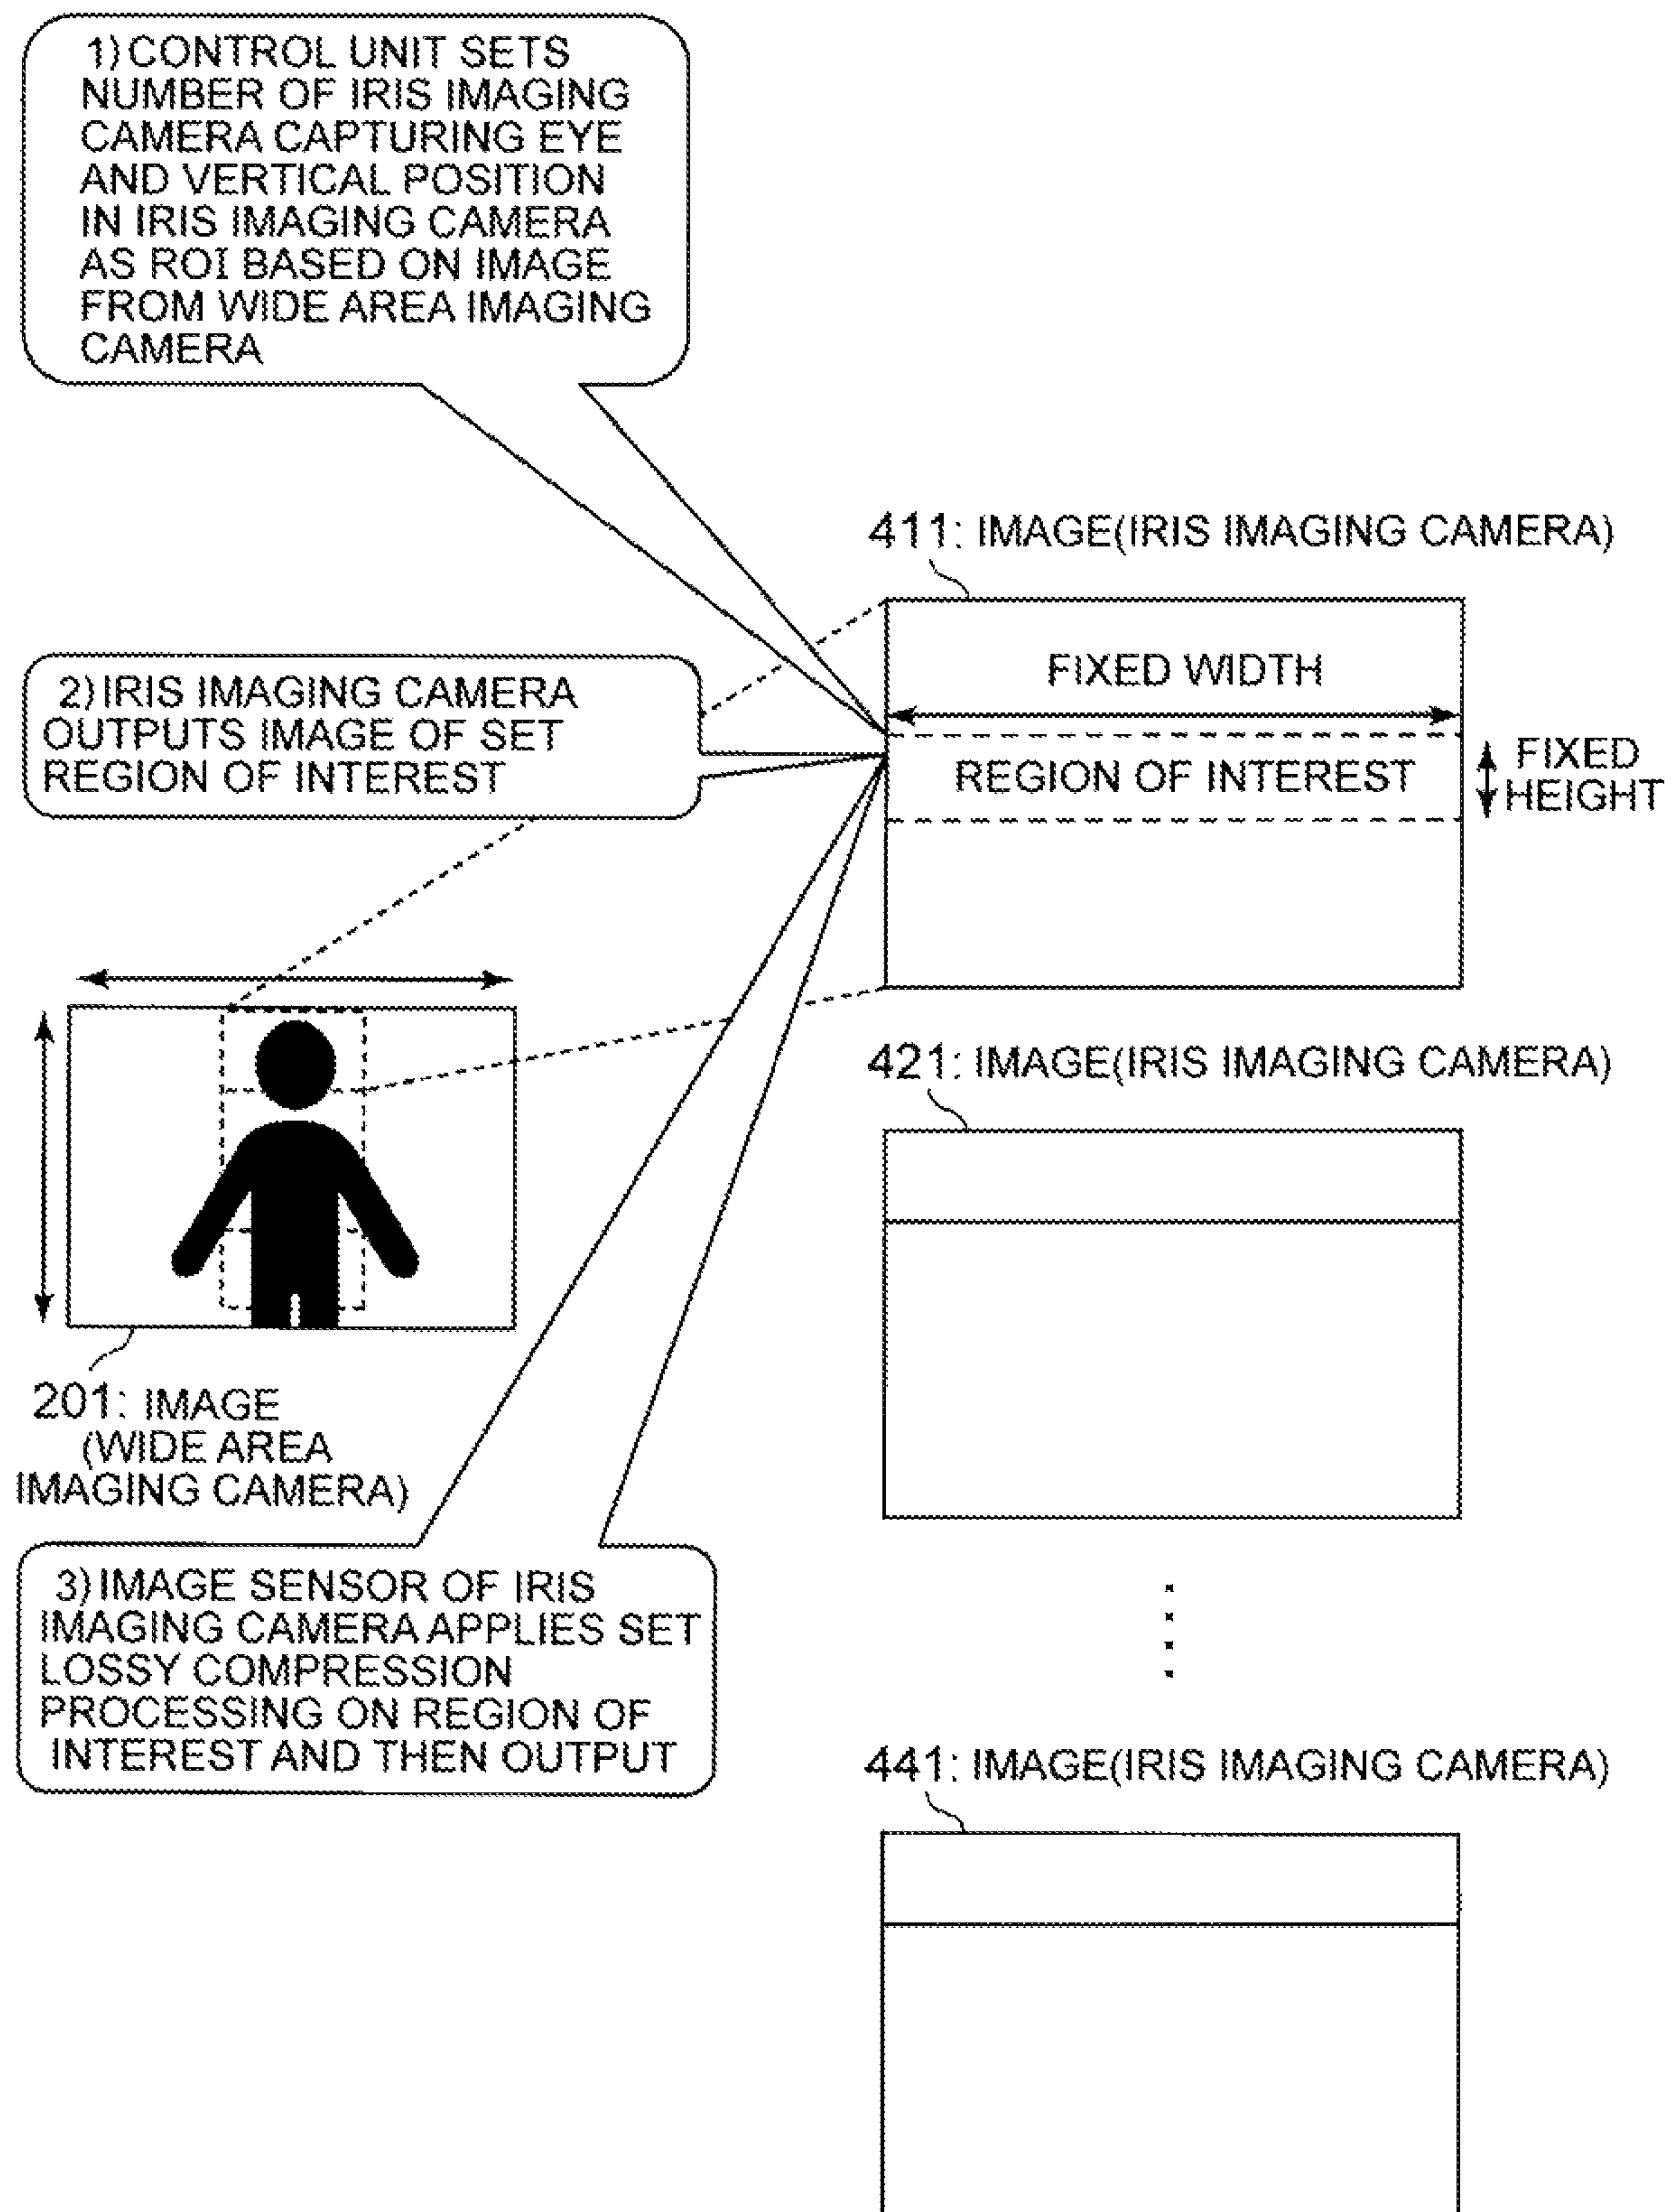 1) CONTROL UNIT SETS
NUMBER OF IRIS IMAGING
CAMERA CAPTURING EYE
AND VERTICAL POSITION
IN IRIS IMAGING CAMERA
AS ROI BASED ON IMAGE
FROM WIDE AREA IMAGING
CAMERA
411: IMAGE(IRIS IMAGING CAMERA)
FIXED WIDTH
2) IRIS IMAGING CAMERA
OUTPUTS IMAGE OF SET
REGION OF INTEREST
REGION OF INTEREST
FIXED
HEIGHT
421: IMAGE(IRIS IMAGING CAMERA)
201: IMAGE
(WIDE AREA
IMAGING CAMERA)
3) IMAGE SENSOR OF IRIS
IMAGING CAMERA APPLIES SET
LOSSY COMPRESSION
PROCESSING ON REGION OF
INTEREST AND THEN OUTPUT
441: IMAGE(IRIS IMAGING CAMERA)